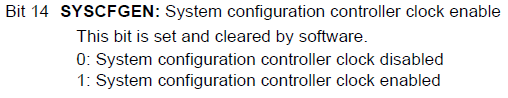 Bit 14 SYSCFGEN: System configuration controller clock enable
This bit is set and cleared by software.
0: System configuration controller clock disabled
1: System configuration controller clock enabled